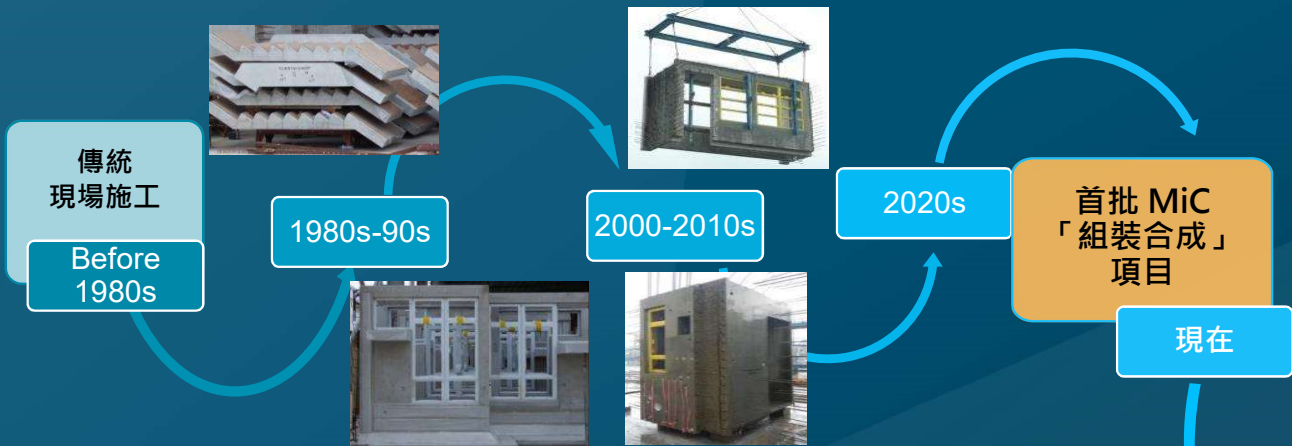 傳統
現場施工
Before
1980s
1980s-90s
2000-2010s
2020s
首批 MiC
「組裝合成」
項目
現在